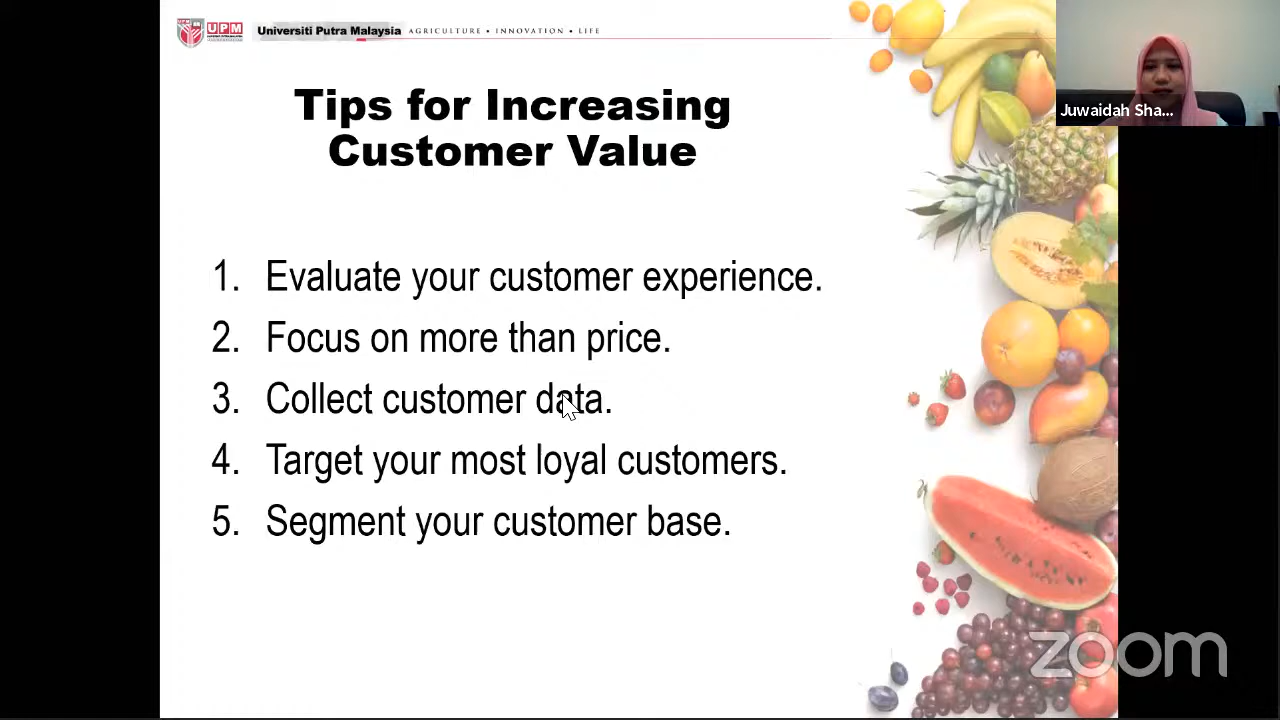 UPM
Universiti Putra Malaysia AGRICULTURE • INNOVATION • LIFE
Juwaidah Sha...
Tips for Increasing
Customer Value
1. Evaluate your customer experience.
2. Focus on more than price.
3. Collect customer data.
4. Target your most loyal customers.
5. Segment your customer base.
zoom